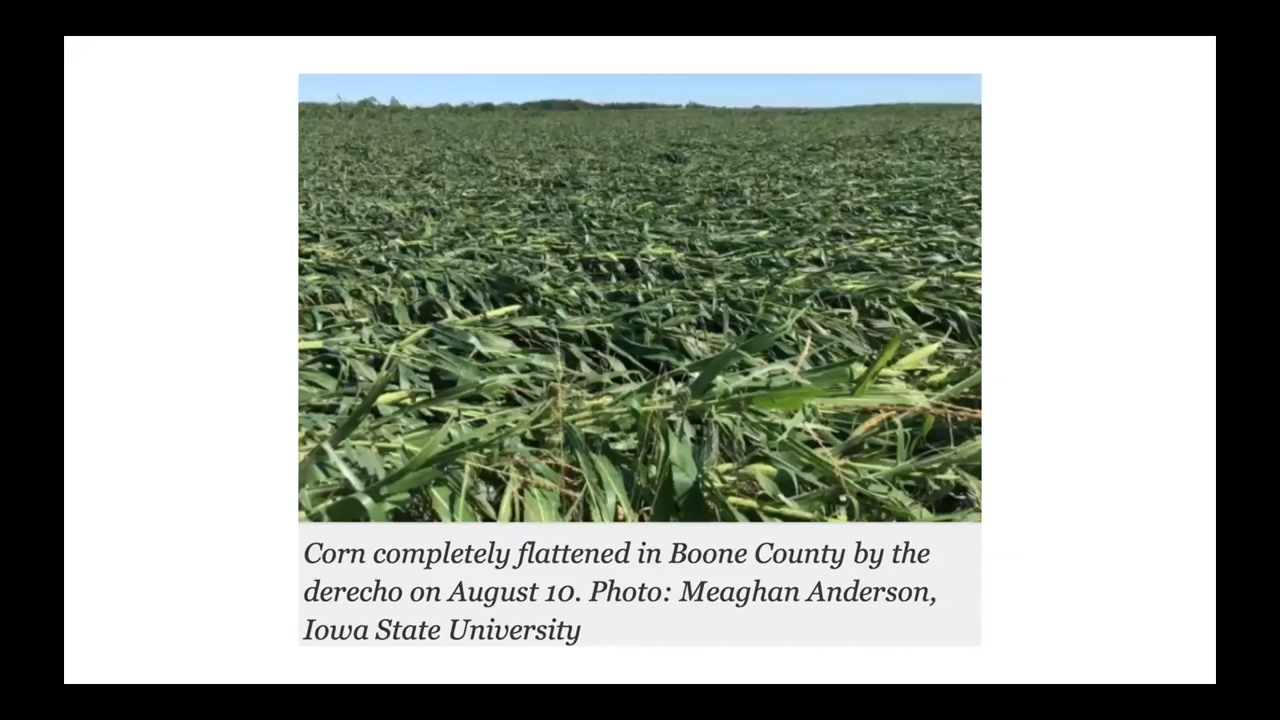 Corn completely flattened in Boone County by the
derecho on August 10. Photo: Meaghan Anderson,
Iowa State University